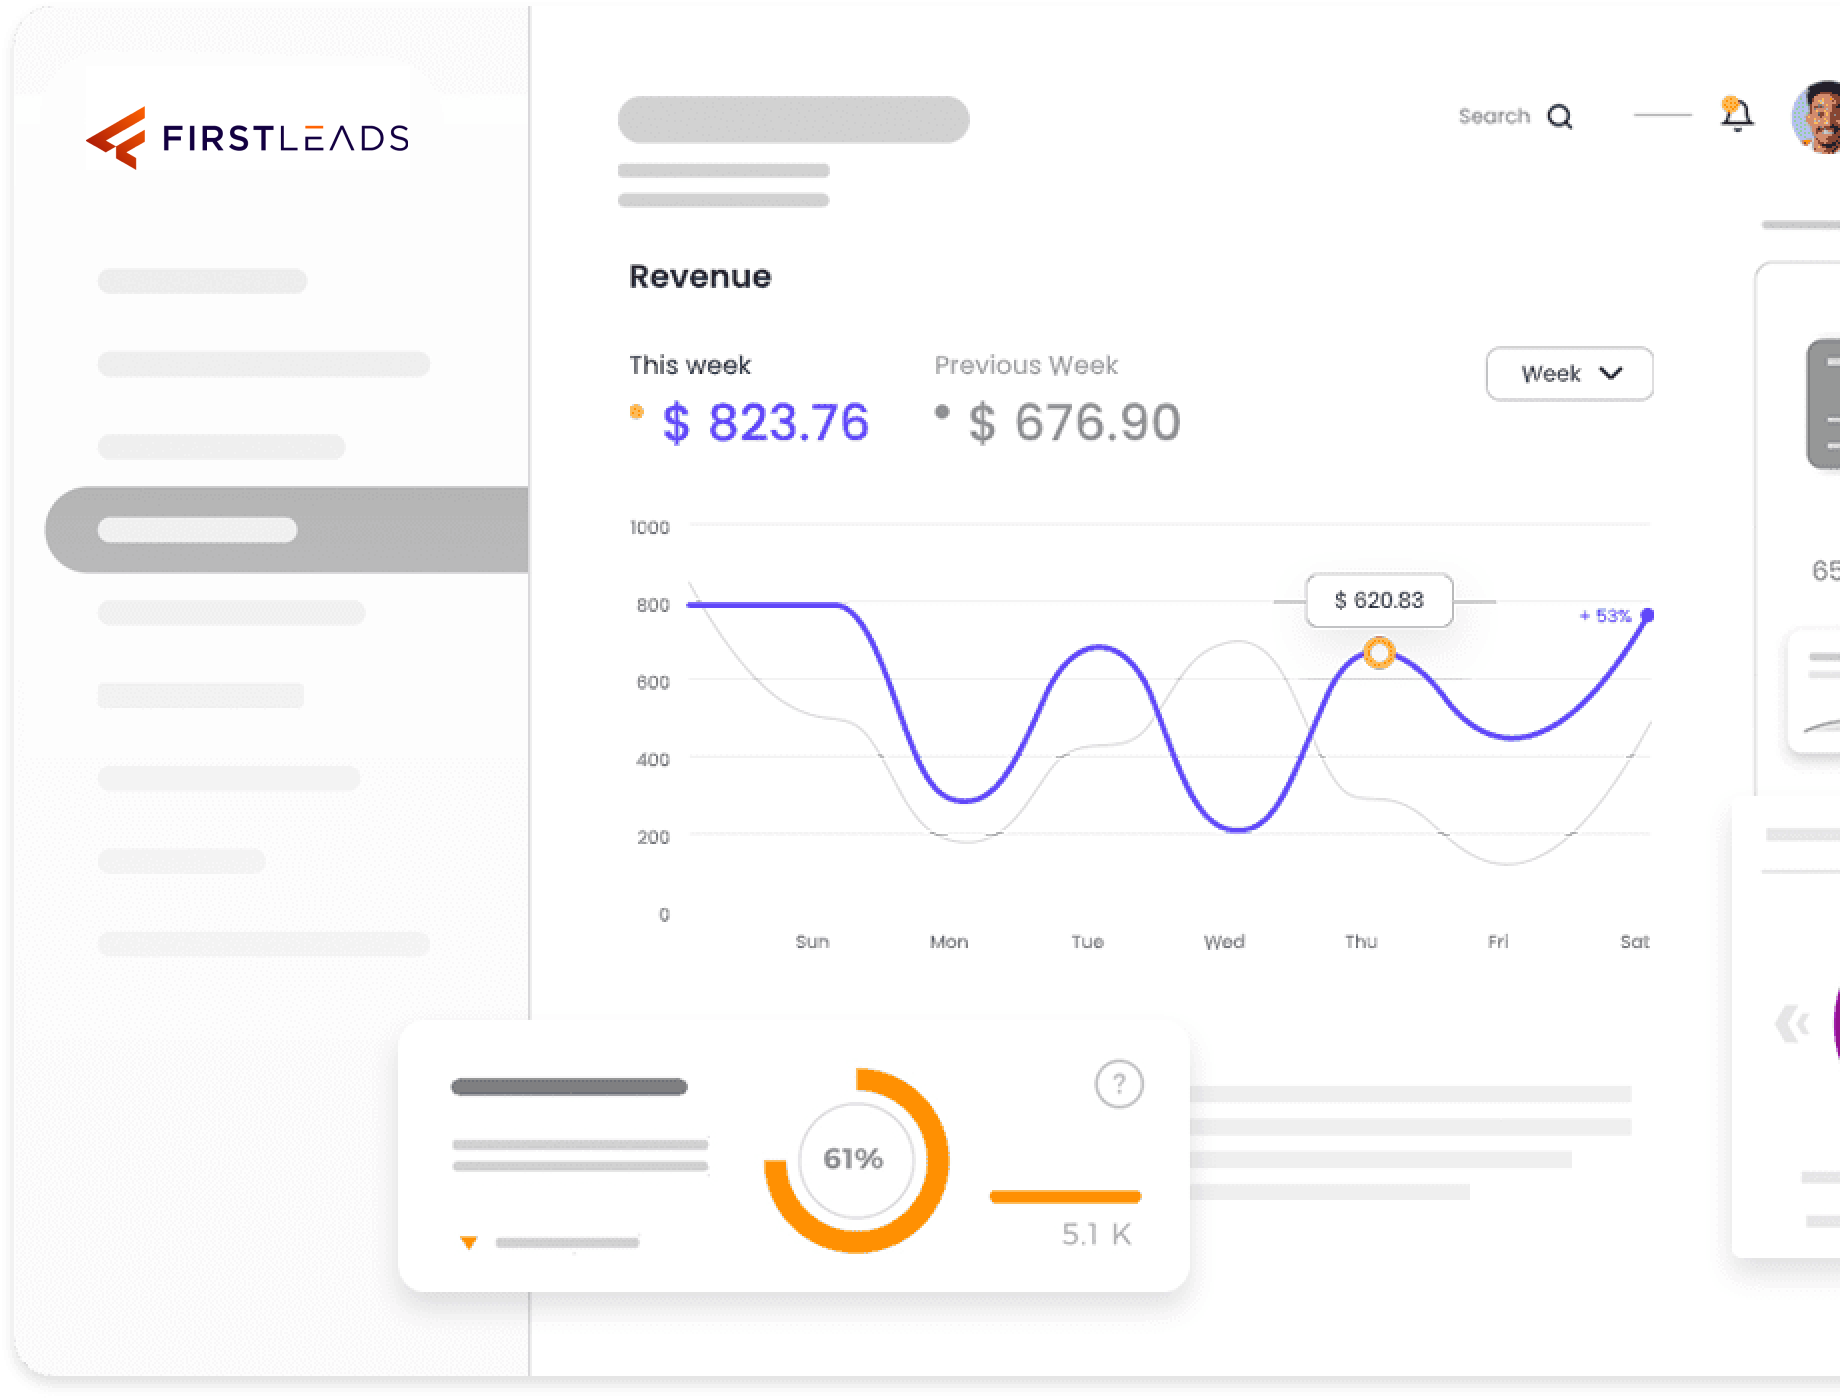 FIRSTLEADS
Search
Revenue
This week
Previous Week
Week
$ 823.76
$ 676.90
1000
800
600
400
200
0
$ 620.83
+ 53%
Sun Mon Tue Wed Thu Fri Sat
65
61%
?
5.1 K